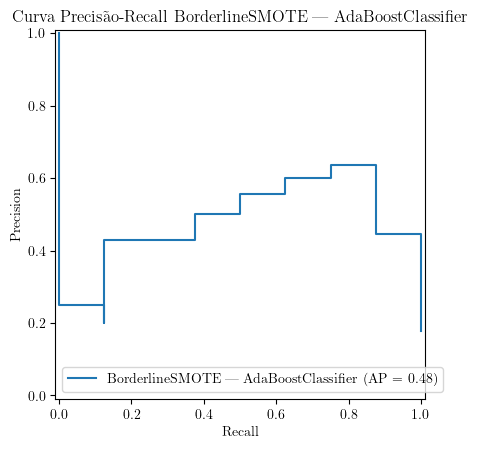 Curva Precisão-Recall BorderlineSMOTE — AdaBoostClassifier
1.0
0.8
0.6
0.4
0.2
0.0
Precision
BorderlineSMOTE — AdaBoostClassifier (AP = 0.48)
0.0 0.2 0.4 0.6 0.8 1.0
Recall